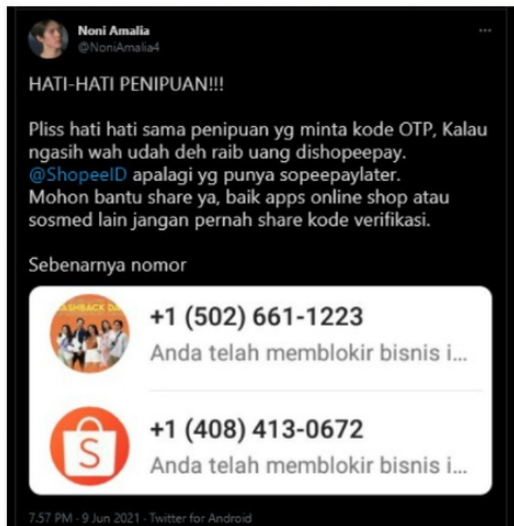 Noni Amalia
@NoniAmalia4
HATI-HATI PENIPUAN!!!
Pliss hati hati sama penipuan yg minta kode OTP, Kalau
ngasih wah udah deh raib uang dishopeepay.
@ShopeeID apalagi yg punya sopeepaylater.
Mohon bantu share ya, baik apps online shop atau
sosmed lain jangan pernah share kode verifikasi.
Sebenarnya nomor
CASHBACK DA
+1 (502) 661-1223
Anda telah memblokir bisnis i...
S
+1 (408) 413-0672
Anda telah memblokir bisnis i...
7.57 PM · 9 Jun 2021 · Twitter for Android